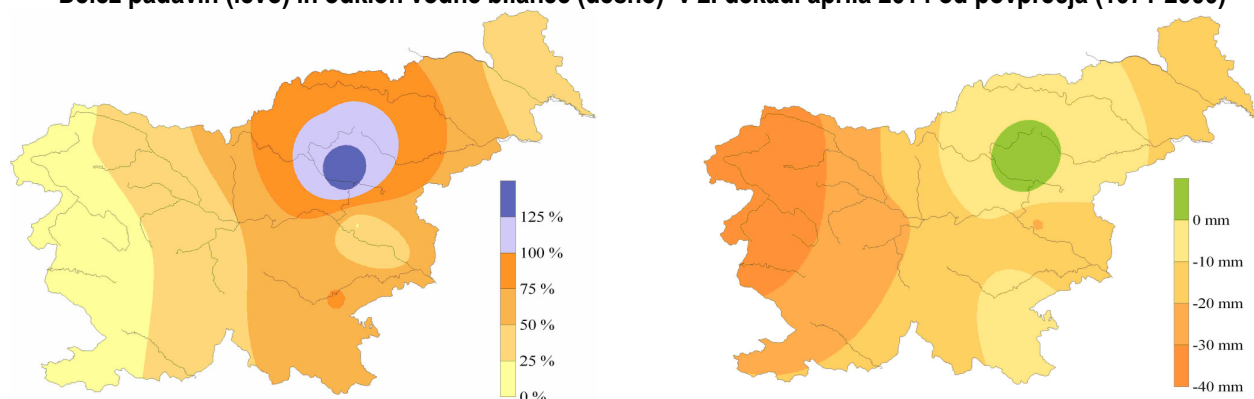 Delež padavin (levo) in odklon vodne bilance (desno) v 2. dekadi aprila od povprečja (1971-2000)
125 %
100 %
75 %
50 %
25 %
0 %
0 mm
-10 mm
-20 mm
-30 mm
-40 mm